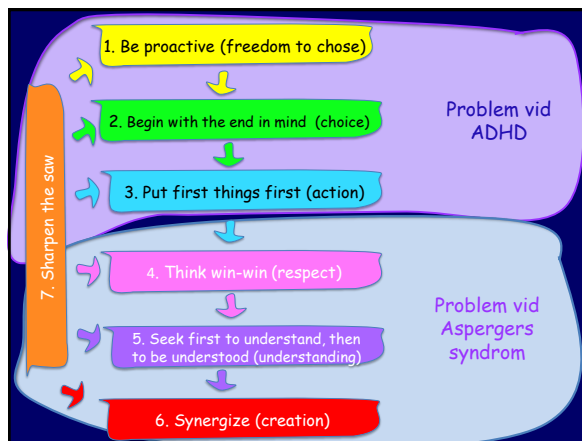 1. Be proactive (freedom to chose)
2. Begin with the end in mind (choice)
3. Put first things first (action)
Problem vid
ADHD
7. Sharpen the saw
4. Think win-win (respect)
5. Seek first to understand, then
to be understood (understanding)
Problem vid
Aspergers
syndrom
6. Synergize (creation)